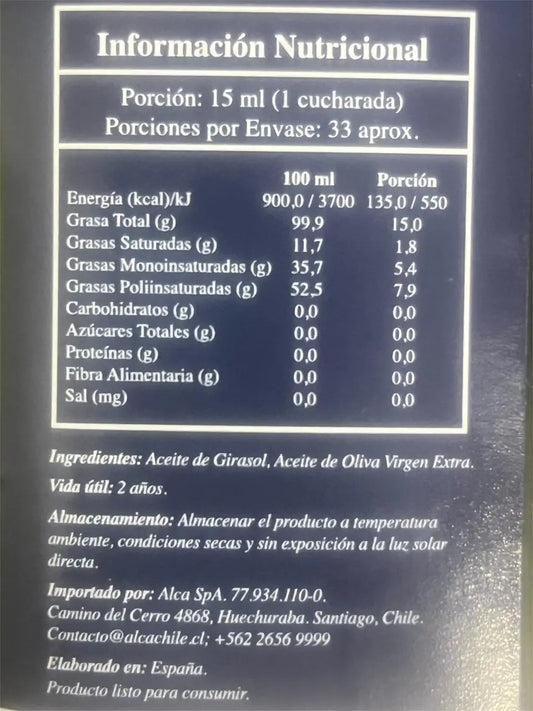 Información Nutricional
Porción: 15 ml (1 cucharada)
Porciones por Envase: 33 aprox.
100 ml Porción
Energía (kcal)/kJ 900,0 / 3700 135,0 / 550
Grasa Total (g) 99,9 15,0
Grasas Saturadas (g) 11,7 1,8
Grasas Monoinsaturadas (g) 35,7 5,4
Grasas Poliinsaturadas (g) 52,5 7,9
Carbohidratos (g) 0,0 0,0
Azúcares Totales (g) 0,0 0,0
Proteínas (g) 0,0 0,0
Fibra Alimentaria (g) 0,0 0,0
Sal (mg) 0,0 0,0
Ingredientes: Aceite de Girasol, Aceite de Oliva Virgen Extra.
Vida útil: 2 años.
Almacenamiento: Almacenar el producto a temperatura
ambiente, condiciones secas y sin exposición a la luz solar
directa.
Importado por: Alca SpA. 77.934.110-0.
Camino del Cerro 4868, Huechuraba. Santiago, Chile.
Contacto@alcachile.cl; +562 2656 9999
Elaborado en: España.
Producto listo para consumir.